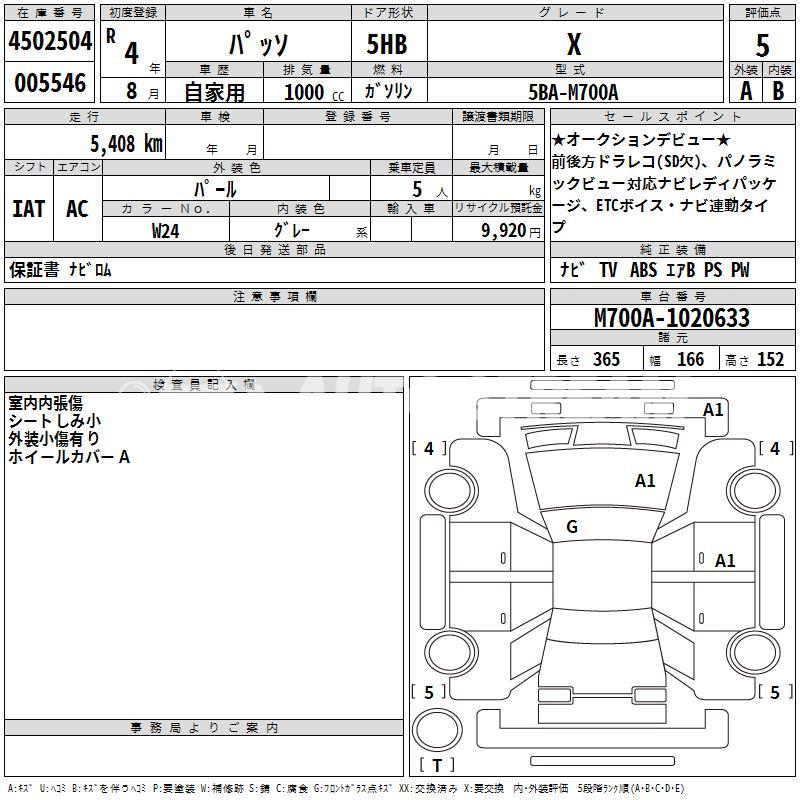 在庫番号
4502504
005546
初度登録
R 4 年
8 月
車名
パッソ
ドア形状
5HB
グレード
X
評価点
5
車歴
自家用
排気量
1000 CC
燃料
ガソリン
型式
5BA-M700A
外装 内装
A B
走行
5,408 km
車検
年 月
登録番号
譲渡書類期限
月 日
シフト
IAT
エアコン
AC
外装色
パール
乗車定員
5 人
最大積載量
kg
カラーNo.
W24
内装色
グレー 系
輸入車
リサイクル預託金
9,920 円
後日発送部品
保証書 ナビロム
セールスポイント
★オークションデビュー★
前後方ドラレコ(SD欠)、パノラミ
ックビュー対応ナビレディパッケ
ージ、ETCボイス・ナビ連動タイ
プ
純正装備
ナビ TV ABS エアB PS PW
注意事項欄
車台番号
M700A-1020633
諸元
長さ 365 幅 166 高さ 152
検査員記入欄
室内内張傷
シートしみ小
外装小傷有り
ホイールカバーA
事務局よりご案内
A1
[ 4 ]
[ 4 ]
A1
G
A1
[ 5 ]
[ 5 ]
[ T ]
A:キズ U:ヘコミ B:キズを伴うヘコミ P:要塗装 W:補修跡 S:錆 C:腐食 G:フロントガラス点キズ XX:交換済み X:要交換 内・外装評価 5段階ランク順(A・B・C・D・E)